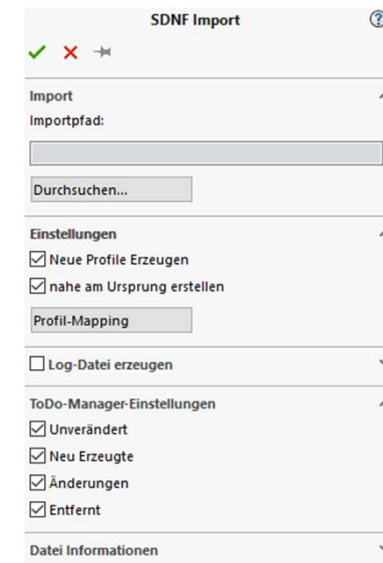 SDNF Import
?
Import
Importpfad:
Durchsuchen...
Einstellungen
Neue Profile Erzeugen
nahe am Ursprung erstellen
Profil-Mapping
Log-Datei erzeugen
ToDo-Manager-Einstellungen
Unverändert
Neu Erzeugte
Änderungen
Entfernt
Datei Informationen